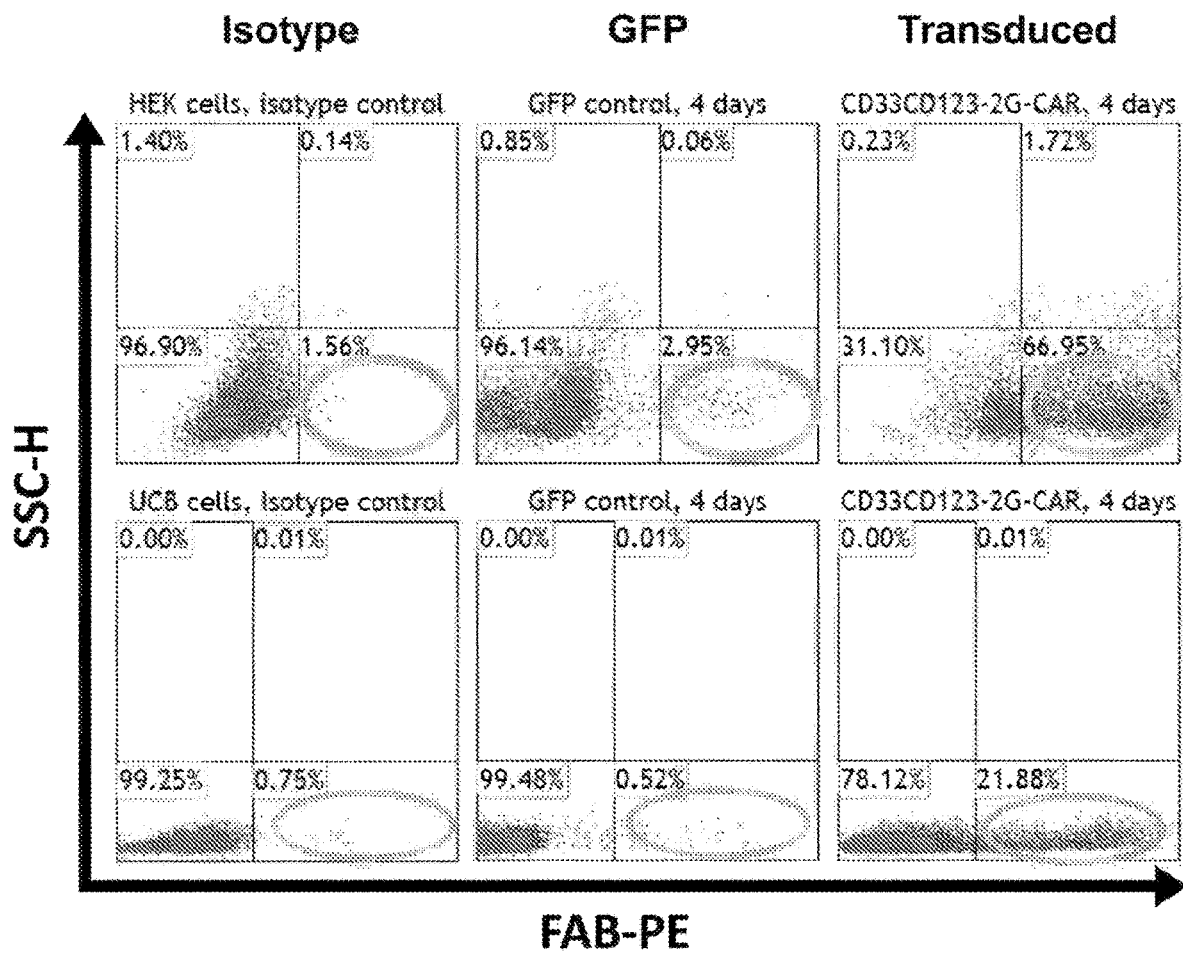 Isotype GFP Transduced
HEK cells, isotype control GFP control, 4 days CD33CD123-2G-CAR, 4 days
1.40% 0.14% 0.85% 0.06% 0.23% 1.72%
96.90% 1.56% 96.14% 2.95% 31.10% 66.95%
SSC-H
UCB cells, Isotype control GFP control, 4 days CD33CD123-2G-CAR, 4 days
0.00% 0.01% 0.00% 0.01% 0.00% 0.01%
99.25% 0.75% 99.48% 0.52% 78.12% 21.88%
FAB-PE